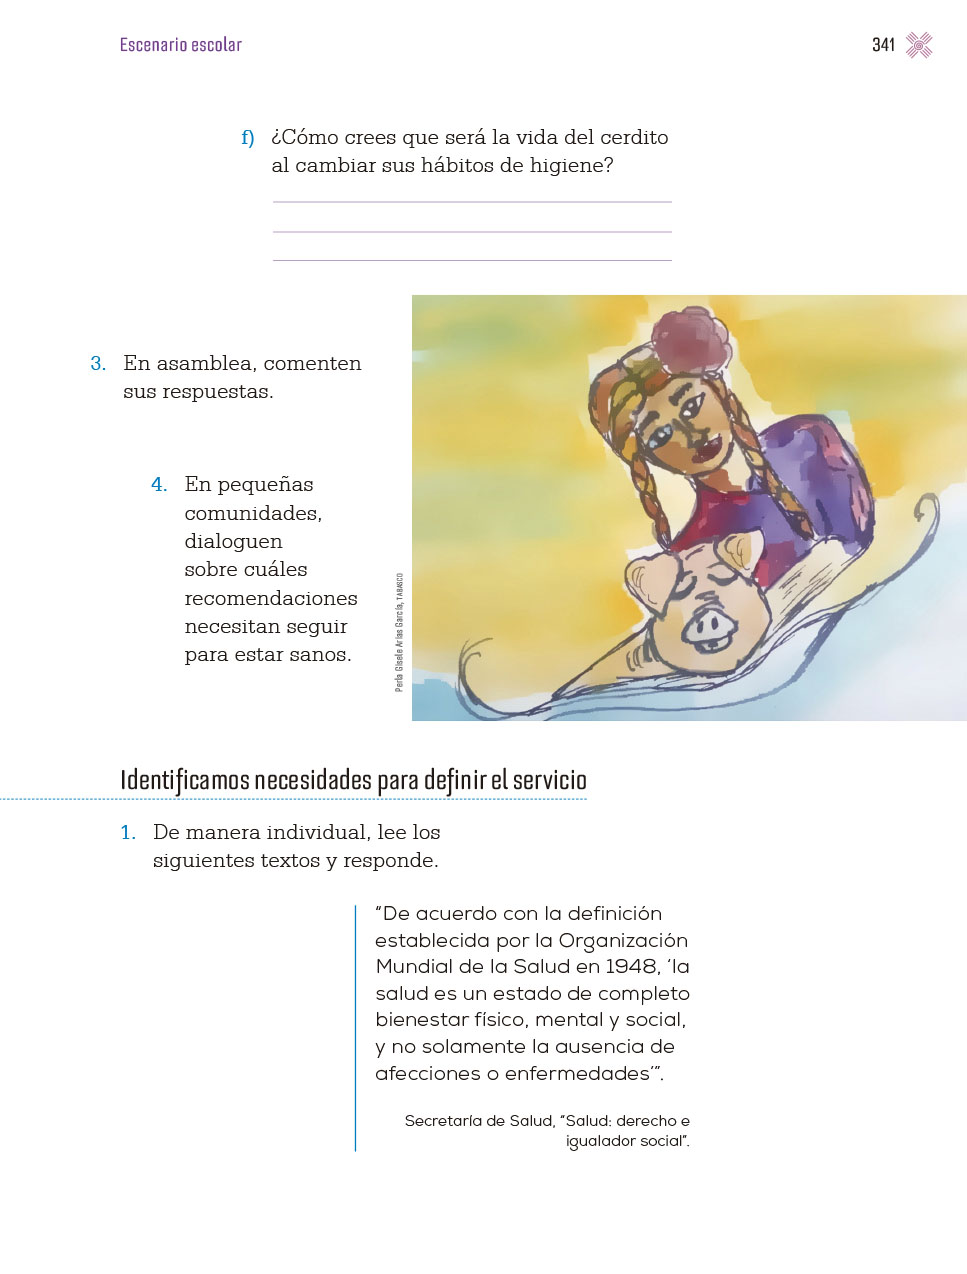 Escenario escolar
341
f) ¿Cómo crees que será la vida del cerdito
al cambiar sus hábitos de higiene?
3. En asamblea, comenten
sus respuestas.
4. En pequeñas
comunidades,
dialoguen
sobre cuáles
recomendaciones
necesitan seguir
para estar sanos.
Perla Gisele Arias García, TABASCO
Identificamos necesidades para definir el servicio
1. De manera individual, lee los
siguientes textos y responde.
“De acuerdo con la definición
establecida por la Organización
Mundial de la Salud en 1948, ‘la
salud es un estado de completo
bienestar físico, mental y social,
y no solamente la ausencia de
afecciones o enfermedades’”.
Secretaría de Salud, “Salud: derecho e
igualador social”.